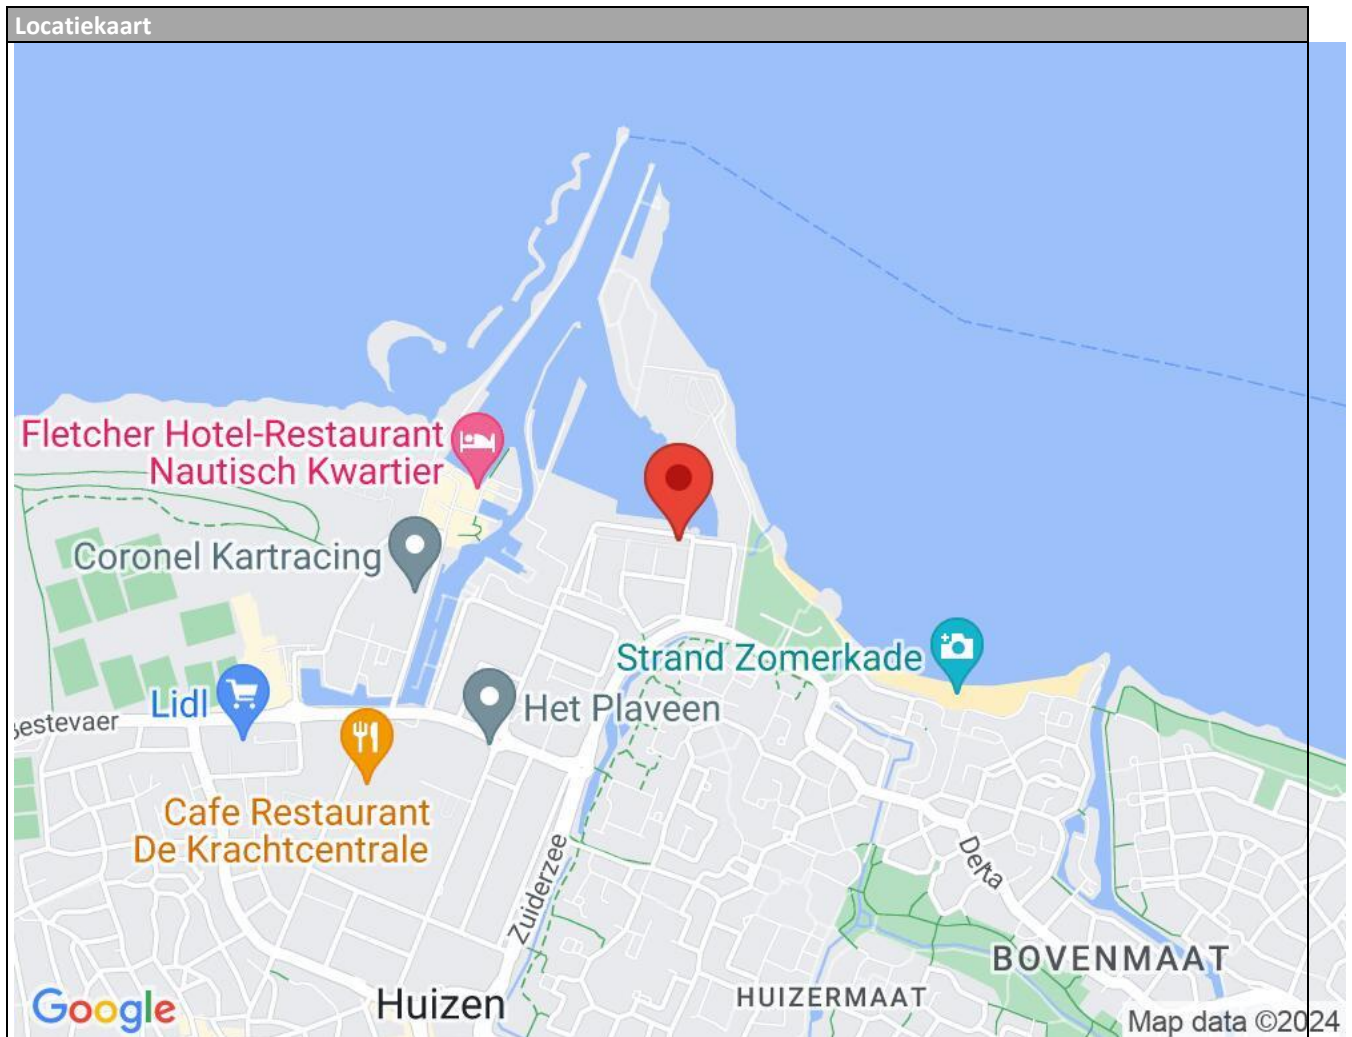 Locatiekaart
Fletcher Hotel-Restaurant
Nautisch Kwartier
Coronel Kartracing
Strand Zomerkade
Lidl
Het Plaveen
Bestevaer
Cafe Restaurant
De Krachtcentrale
Zuiderzee
Delta
BOVENMAAT
HUIZERMAAT
Huizen
Google
Map data ©2024